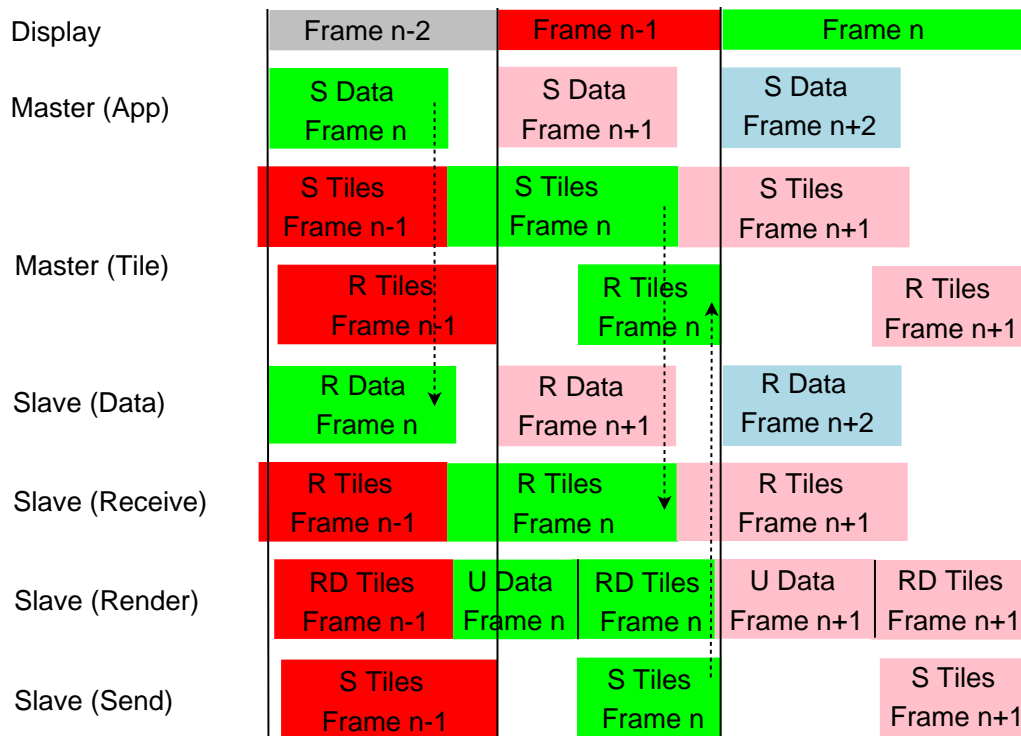 Display
Frame n-2
Frame n-1
Frame n
Master (App)
S Data
Frame n
S Data
Frame n+1
S Data
Frame n+2
Master (Tile)
S Tiles
Frame n-1
S Tiles
Frame n
S Tiles
Frame n+1
R Tiles
Frame n-1
R Tiles
Frame n
R Tiles
Frame n+1
Slave (Data)
R Data
Frame n
R Data
Frame n+1
R Data
Frame n+2
Slave (Receive)
R Tiles
Frame n-1
R Tiles
Frame n
R Tiles
Frame n+1
Slave (Render)
RD Tiles
Frame n-1
U Data
Frame n
RD Tiles
Frame n
U Data
Frame n+1
RD Tiles
Frame n+1
Slave (Send)
S Tiles
Frame n-1
S Tiles
Frame n
S Tiles
Frame n+1